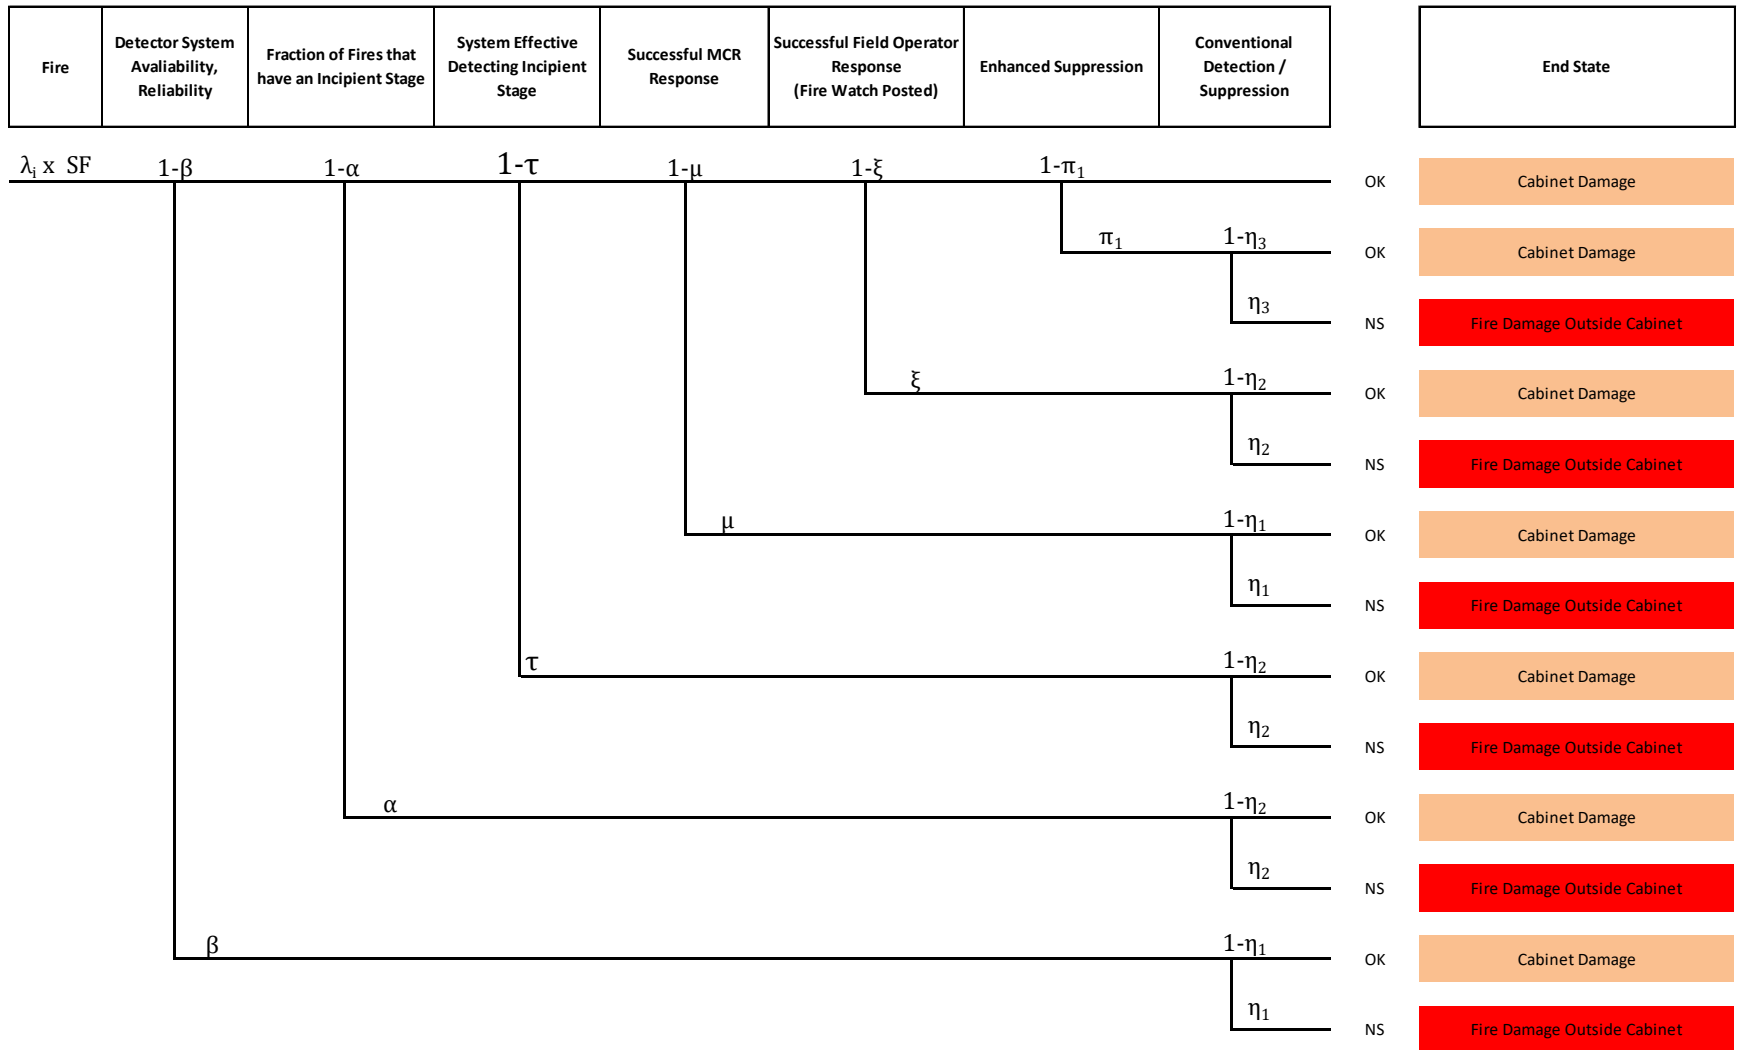 Fire
Detector System
Avaliability,
Reliability
Fraction of Fires that
have an Incipient Stage
System Effective
Detecting Incipient
Stage
Successful MCR
Response
Successful Field Operator
Response
(Fire Watch Posted)
Enhanced Suppression
Conventional
Detection /
Suppression
End State
λi x SF
1-β
1-α
1-τ
1-μ
1-ξ
1-π1
OK
Cabinet Damage
π1
1-η3
OK
Cabinet Damage
η3
NS
Fire Damage Outside Cabinet
ξ
1-η2
OK
Cabinet Damage
η2
NS
Fire Damage Outside Cabinet
μ
1-η1
OK
Cabinet Damage
η1
NS
Fire Damage Outside Cabinet
τ
1-η2
OK
Cabinet Damage
η2
NS
Fire Damage Outside Cabinet
α
1-η2
OK
Cabinet Damage
η2
NS
Fire Damage Outside Cabinet
β
1-η1
OK
Cabinet Damage
η1
NS
Fire Damage Outside Cabinet